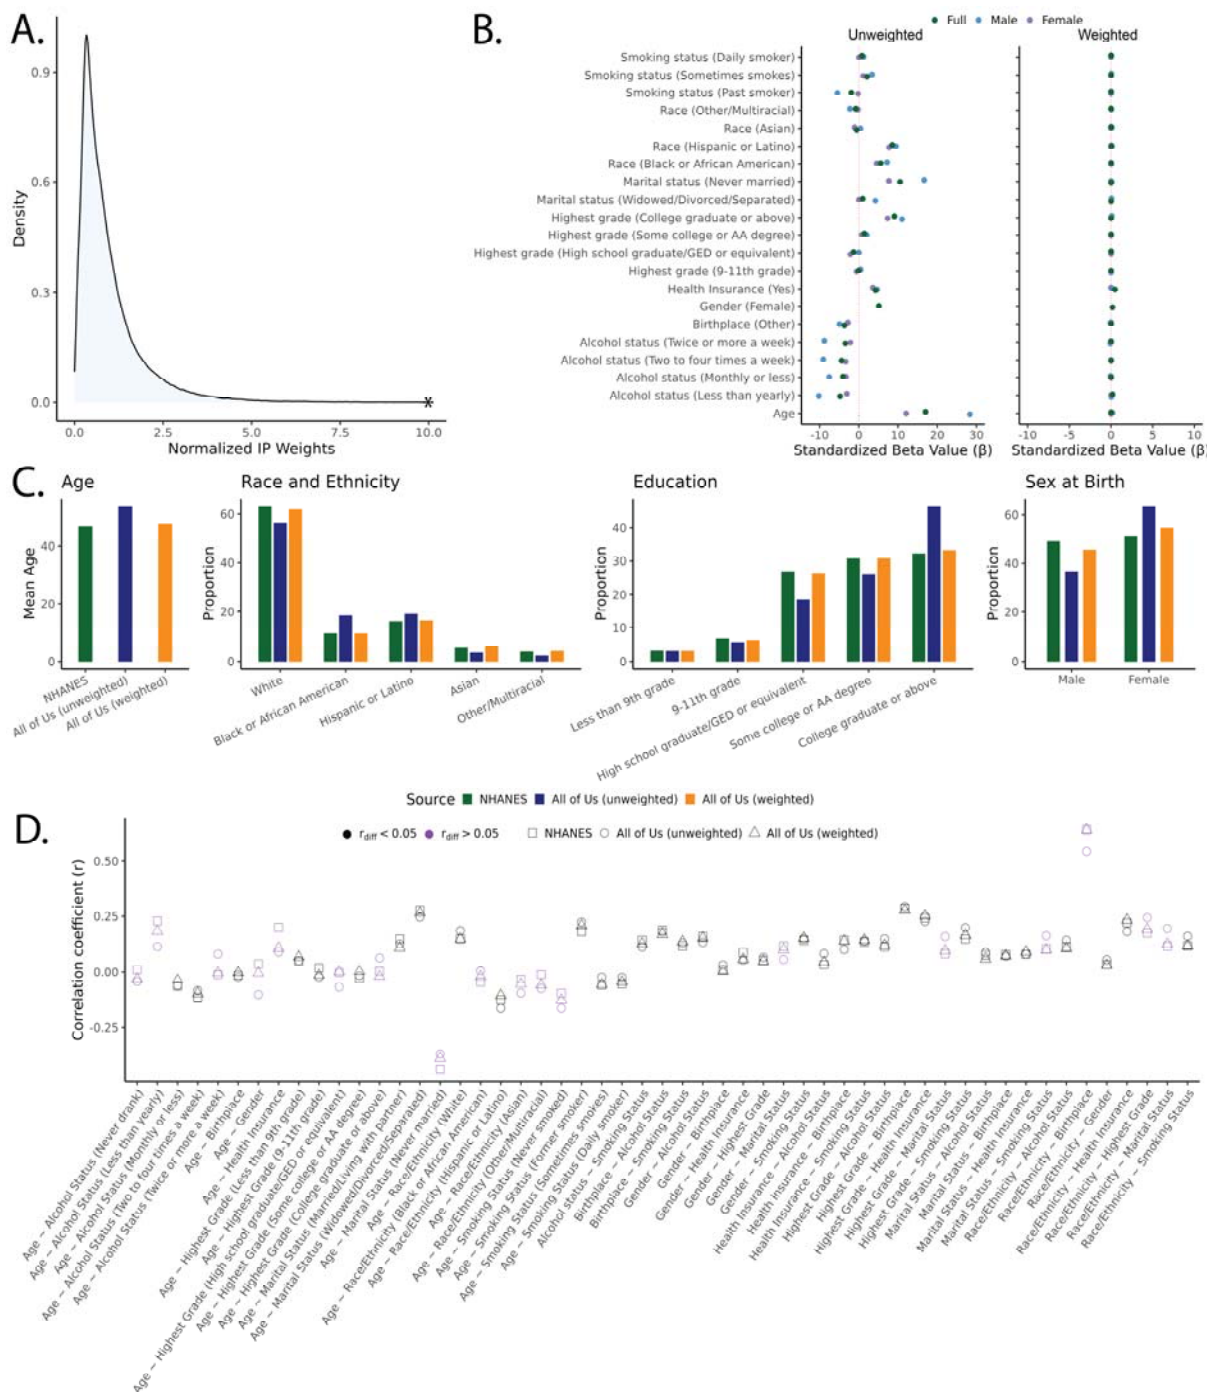 A.
Density
0.9
0.6
0.3
0.0
0.0 2.5 5.0 7.5 10.0
Normalized IP Weights
B.
Full Male Female
Unweighted Weighted
Smoking status (Daily smoker)
Smoking status (Sometimes smokes)
Smoking status (Past smoker)
Race (Other/Multiracial)
Race (Asian)
Race (Hispanic or Latino)
Race (Black or African American)
Marital status (Never married)
Marital status (Widowed/Divorced/Separated)
Highest grade (College graduate or above)
Highest grade (Some college or AA degree)
Highest grade (High school graduate/GED or equivalent)
Highest grade (9-11th grade)
Health Insurance (Yes)
Gender (Female)
Birthplace (Other)
Alcohol status (Twice or more a week)
Alcohol status (Two to four times a week)
Alcohol status (Monthly or less)
Alcohol status (Less than yearly)
Age
-10 0 10 20 30
-10 -5 0 5 10
Standardized Beta Value (β) Standardized Beta Value (β)
C.
Age
Mean Age
40
20
0
NHANES
All of Us (unweighted)
All of Us (weighted)
Race and Ethnicity
Proportion
60
40
20
0
White
Black or African American
Hispanic or Latino
Asian
Other/Multiracial
Education
Proportion
40
30
20
10
0
Less than 9th grade
9-11th grade
High school graduate/GED or equivalent
Some college or AA degree
College graduate or above
Sex at Birth
Proportion
60
40
20
0
Male Female
Source NHANES All of Us (unweighted) All of Us (weighted)
D.
r diff < 0.05 r diff > 0.05 NHANES All of Us (unweighted) All of Us (weighted)
Correlation coefficient (r)
0.50
0.25
0.00
-0.25
Age ~ Alcohol Status (Never drank)
Age ~ Alcohol Status (Less than yearly)
Age ~ Alcohol Status (Monthly or less)
Age ~ Alcohol Status (Two to four times a week)
Age ~ Alcohol Status (Twice or more a week)
Age ~ Birthplace
Age ~ Gender
Age ~ Health Insurance
Age ~ Highest Grade (Less than 9th grade)
Age ~ Highest Grade (9-11th grade)
Age ~ Highest Grade (High school graduate/GED or equivalent)
Age ~ Highest Grade (Some college or AA degree)
Age ~ Highest Grade (College graduate or above)
Age ~ Marital Status (Married/Living with partner)
Age ~ Marital Status (Widowed/Divorced/Separated)
Age ~ Marital Status (Never married)
Age ~ Race/Ethnicity (White)
Age ~ Race/Ethnicity (Black or African American)
Age ~ Race/Ethnicity (Hispanic or Latino)
Age ~ Race/Ethnicity (Asian)
Age ~ Race/Ethnicity (Other/Multiracial)
Age ~ Smoking Status (Never smoked)
Age ~ Smoking Status (Former smoker)
Age ~ Smoking Status (Sometimes smokes)
Age ~ Smoking Status (Daily smoker)
Alcohol status ~ Smoking Status
Birthplace ~ Alcohol Status
Birthplace ~ Smoking Status
Gender ~ Alcohol Status
Gender ~ Birthplace
Gender ~ Health Insurance
Gender ~ Highest Grade
Gender ~ Marital Status
Gender ~ Smoking Status
Health Insurance ~ Alcohol Status
Health insurance ~ Birthplace
Health Insurance ~ Smoking Status
Highest Grade ~ Alcohol Status
Highest Grade ~ Birthplace
Highest Grade ~ Health Insurance
Highest Grade ~ Marital Status
Highest Grade ~ Smoking Status
Marital Status ~ Alcohol Status
Marital Status ~ Birthplace
Marital Status ~ Health Insurance
Marital Status ~ Smoking Status
Race/Ethnicity ~ Alcohol Status
Race/Ethnicity ~ Birthplace
Race/Ethnicity ~ Gender
Race/Ethnicity ~ Health Insurance
Race/Ethnicity ~ Highest Grade
Race/Ethnicity ~ Marital Status
Race/Ethnicity ~ Smoking Status